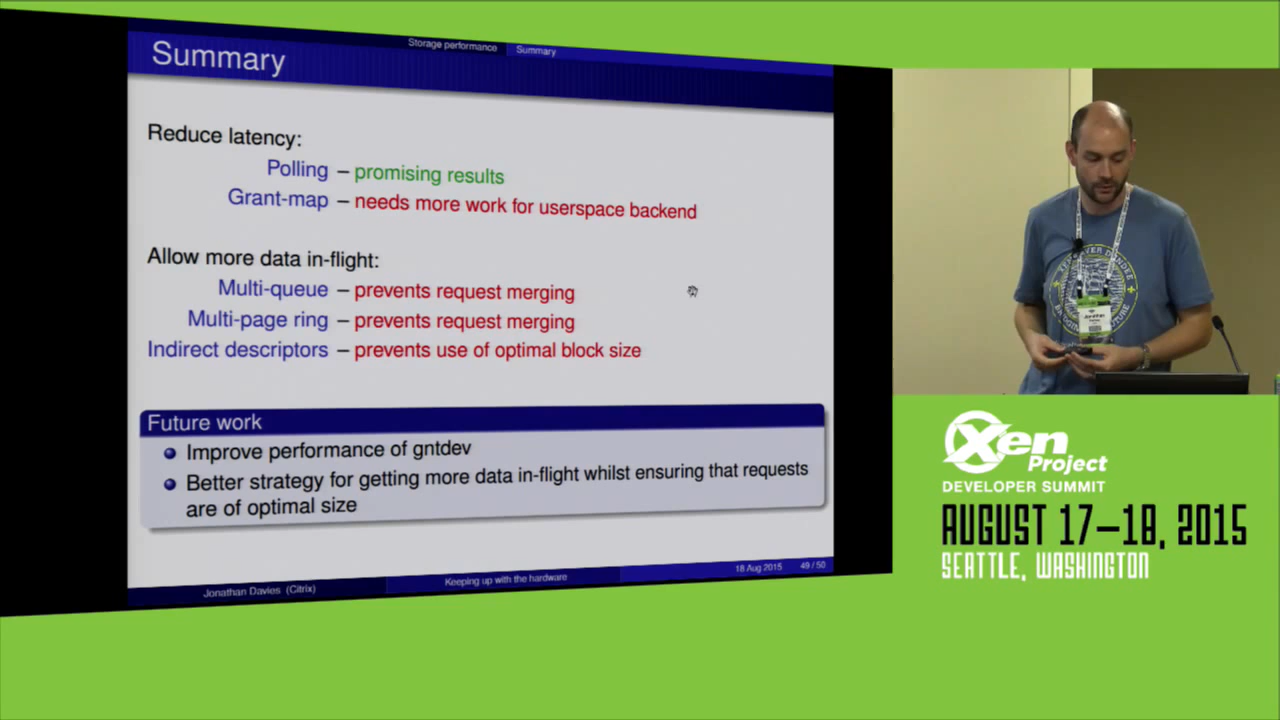 Storage performance Summary
Summary
Reduce latency:
Polling – promising results
Grant-map – needs more work for userspace backend
Allow more data in-flight:
Multi-queue – prevents request merging
Multi-page ring – prevents request merging
Indirect descriptors – prevents use of optimal block size
Future work
Improve performance of gntdev
Better strategy for getting more data in-flight whilst ensuring that requests
are of optimal size
Jonathan Davies (Citrix) Keeping up with the hardware 18 Aug 2015 49 / 50
Xen
Project
DEVELOPER SUMMIT
AUGUST 17–18, 2015
SEATTLE, WASHINGTON